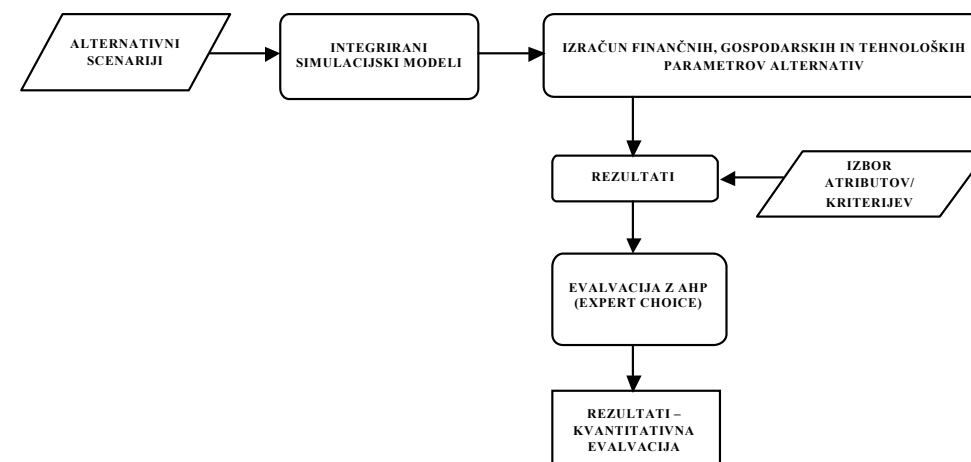 ALTERNATIVNI
SCENARIJI
INTEGRIRANI
SIMULACIJSKI MODELI
IZRAČUN FINANČNIH, GOSPODARSKIH IN TEHNOLOŠKIH
PARAMETROV ALTERNATIV
REZULTATI
IZBOR
ATRIBUTOV/
KRITERIJEV
EVALVACIJA Z AHP
(EXPERT CHOICE)
REZULTATI –
KVANTITATIVNA
EVALVACIJA